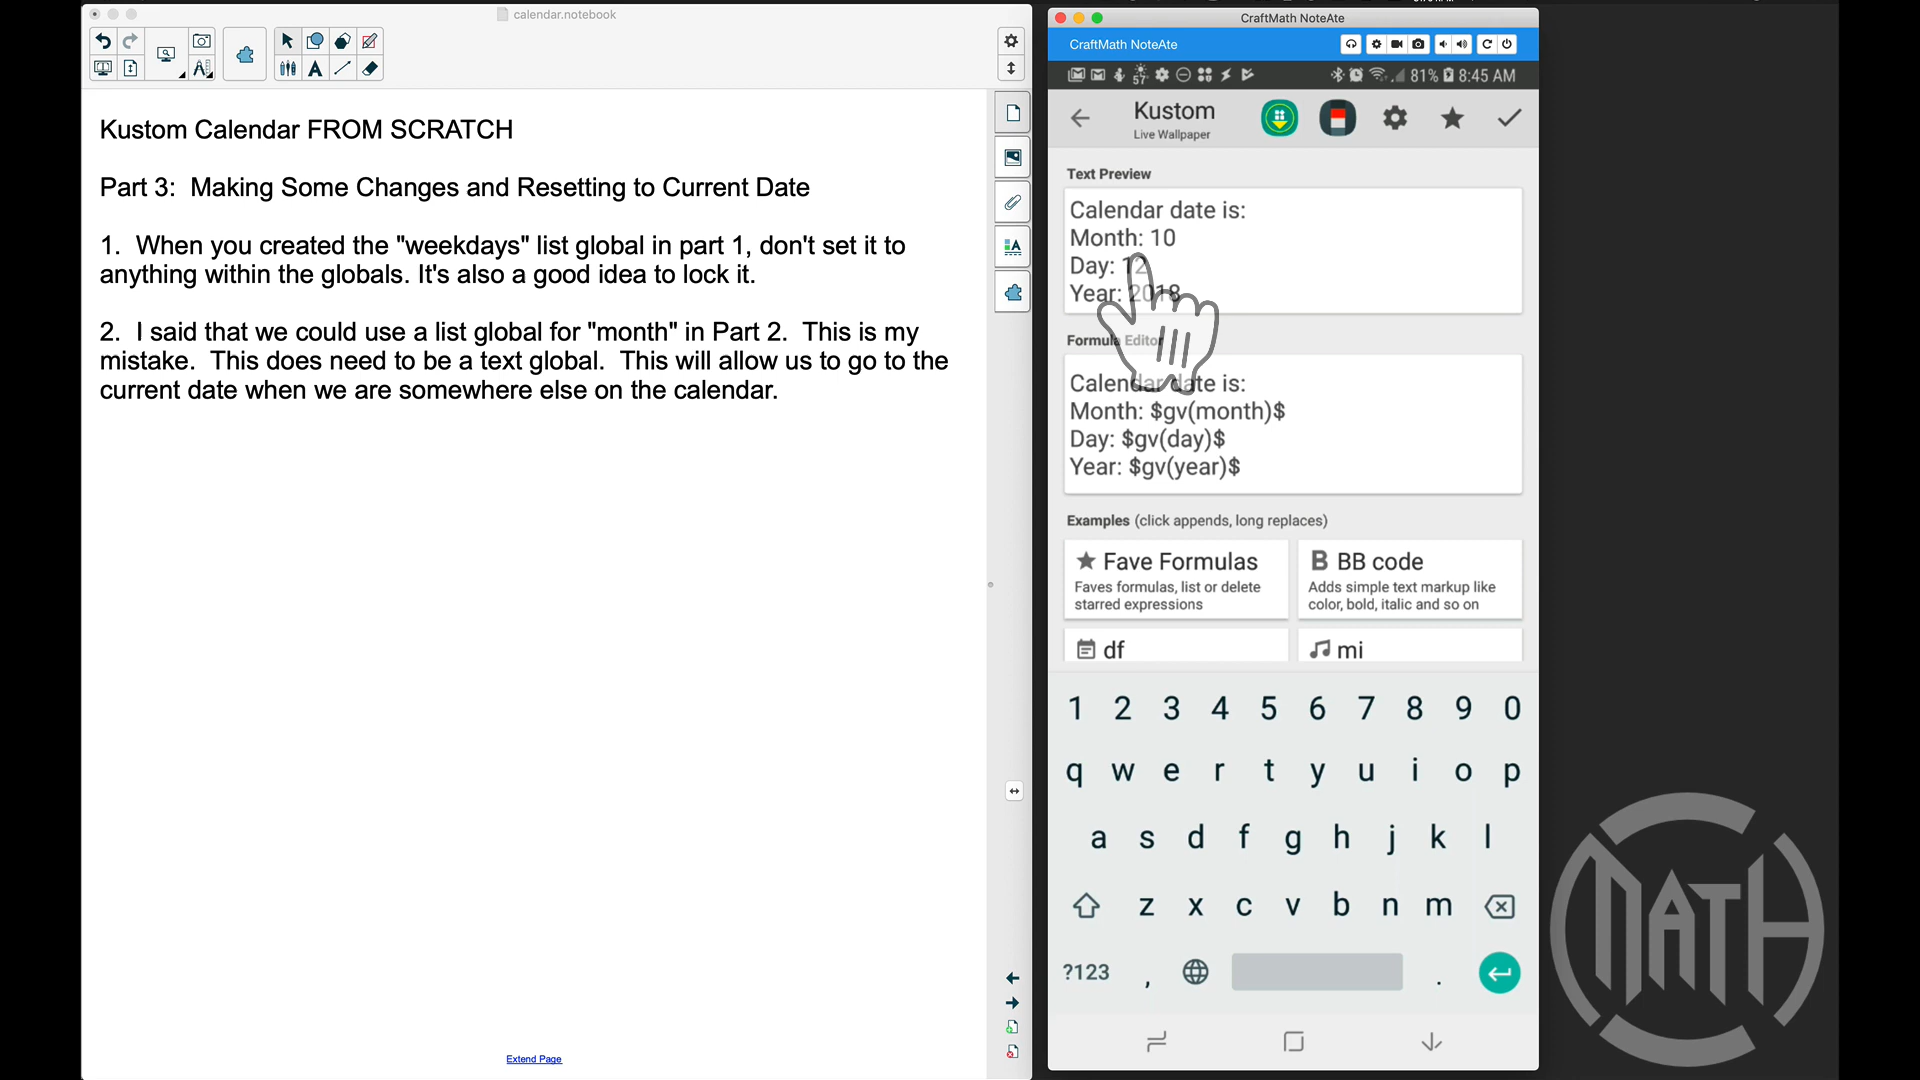 calendar.notebook
Kustom Calendar FROM SCRATCH
Part 3:  Making Some Changes and Resetting to Current Date
1.  When you created the "weekdays" list global in part 1, don't set it to
anything within the globals. It's also a good idea to lock it.
2.  I said that we could use a list global for "month" in Part 2.  This is my
mistake.  This does need to be a text global.  This will allow us to go to the
current date when we are somewhere else on the calendar.
Extend Page
CraftMath NoteAte
CraftMath NoteAte
57 81% 8:45 AM
Kustom
Live Wallpaper
Text Preview
Calendar date is:
Month: 10
Day: 12
Year: 2018
Formula Editor
Calendar date is:
Month: $gv(month)$
Day: $gv(day)$
Year: $gv(year)$
Examples (click appends, long replaces)
Fave Formulas
Faves formulas, list or delete
starred expressions
B BB code
Adds simple text markup like
color, bold, italic and so on
df
mi
1 2 3 4 5 6 7 8 9 0
q w e r t y u i o p
a s d f g h j k l
z x c v b n m
?123 , .
MATH